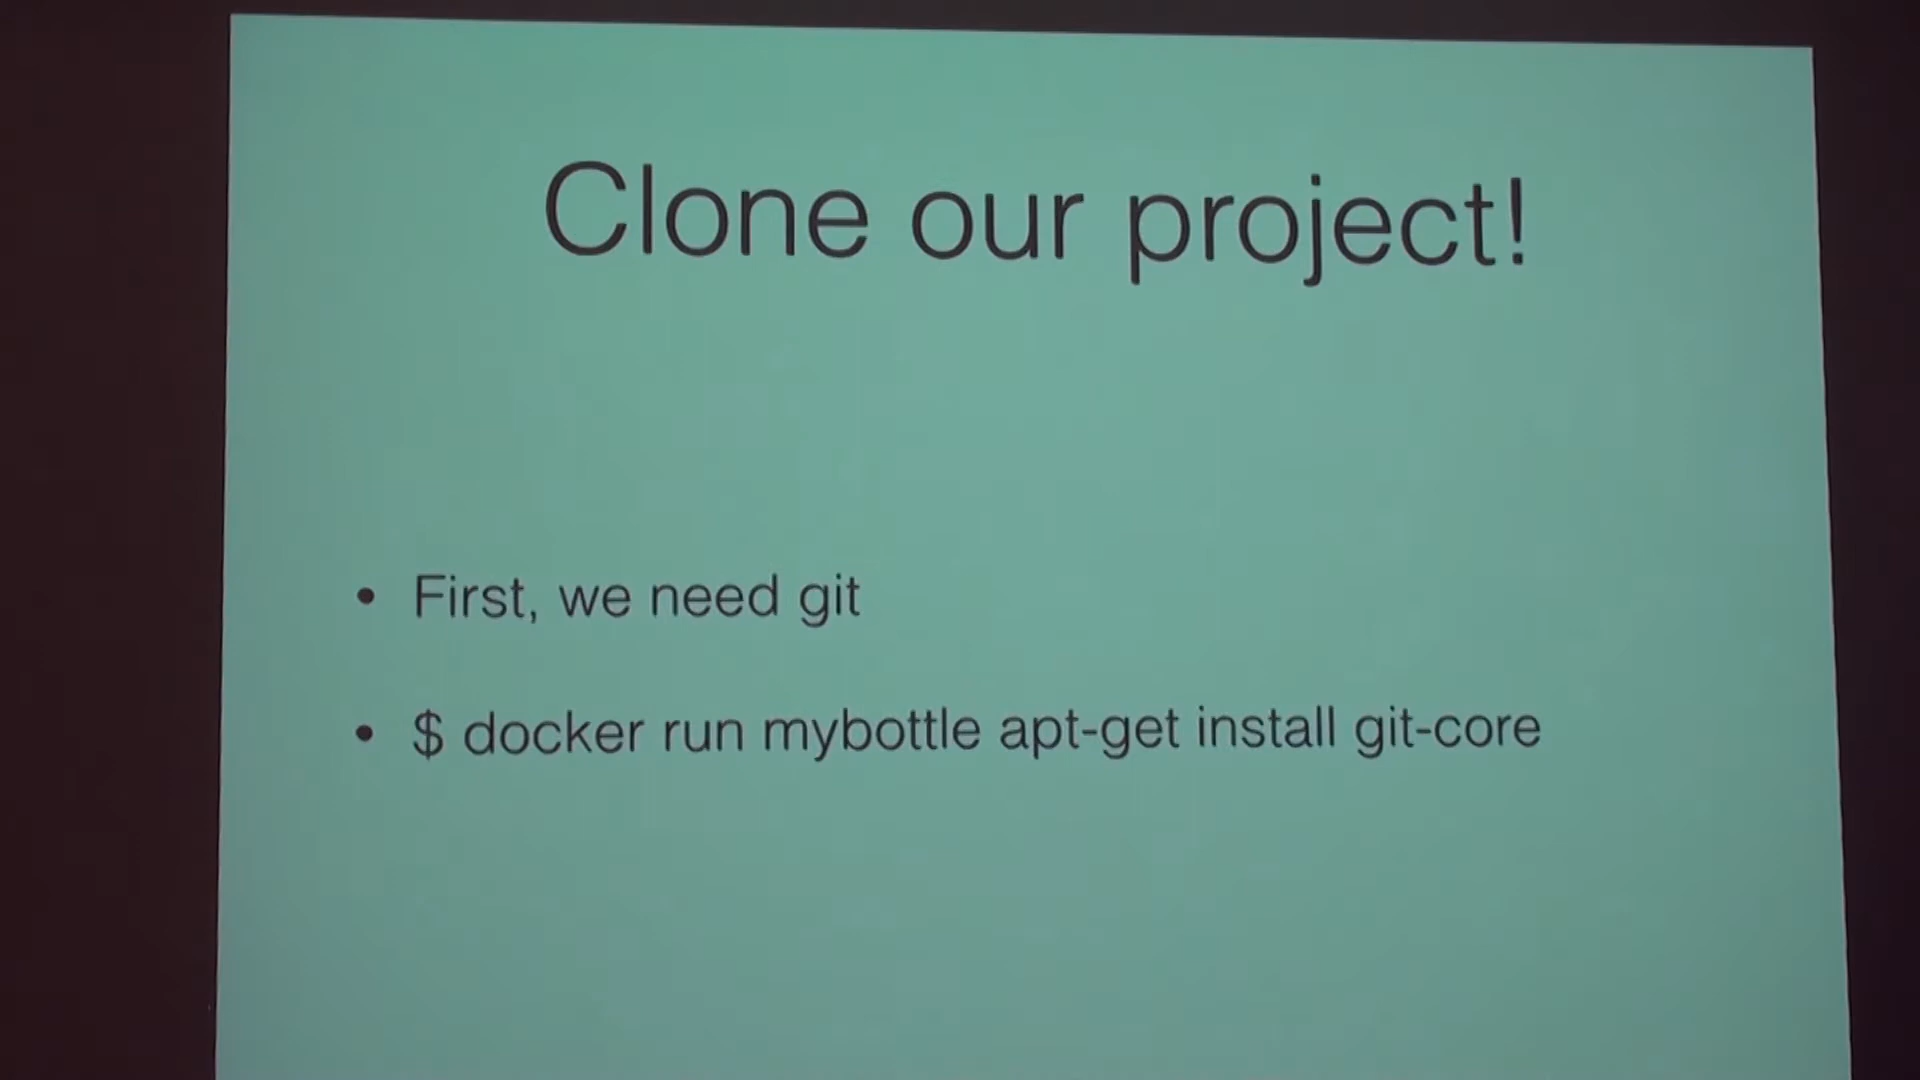 Clone our project!
• First, we need git
• $ docker run mybottle apt-get install git-core